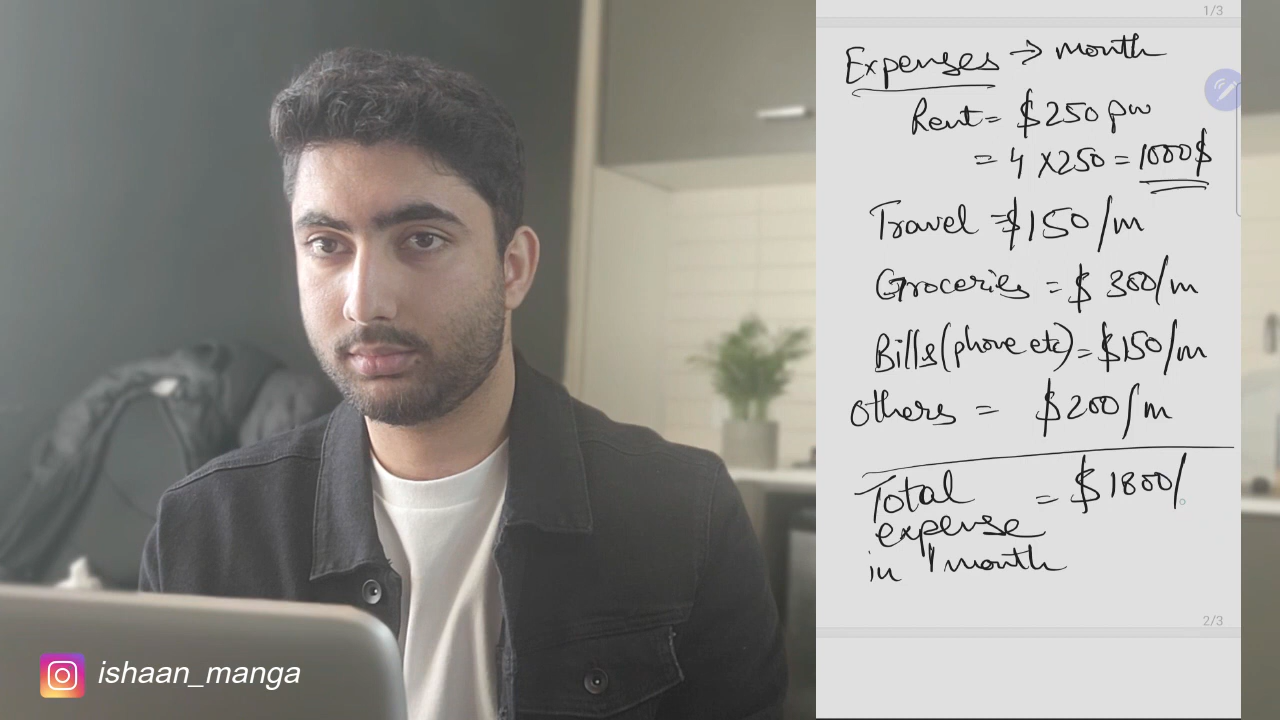 1/3
Expenses → month
Rent = $250 pw
= 4 x 250 = 1000$
Travel = $150/m
Groceries = $ 300/m
Bills (phone etc) = $150/m
others = $200/m
Total = $1800/
expense
in 1 month
2/3
ishaan_manga